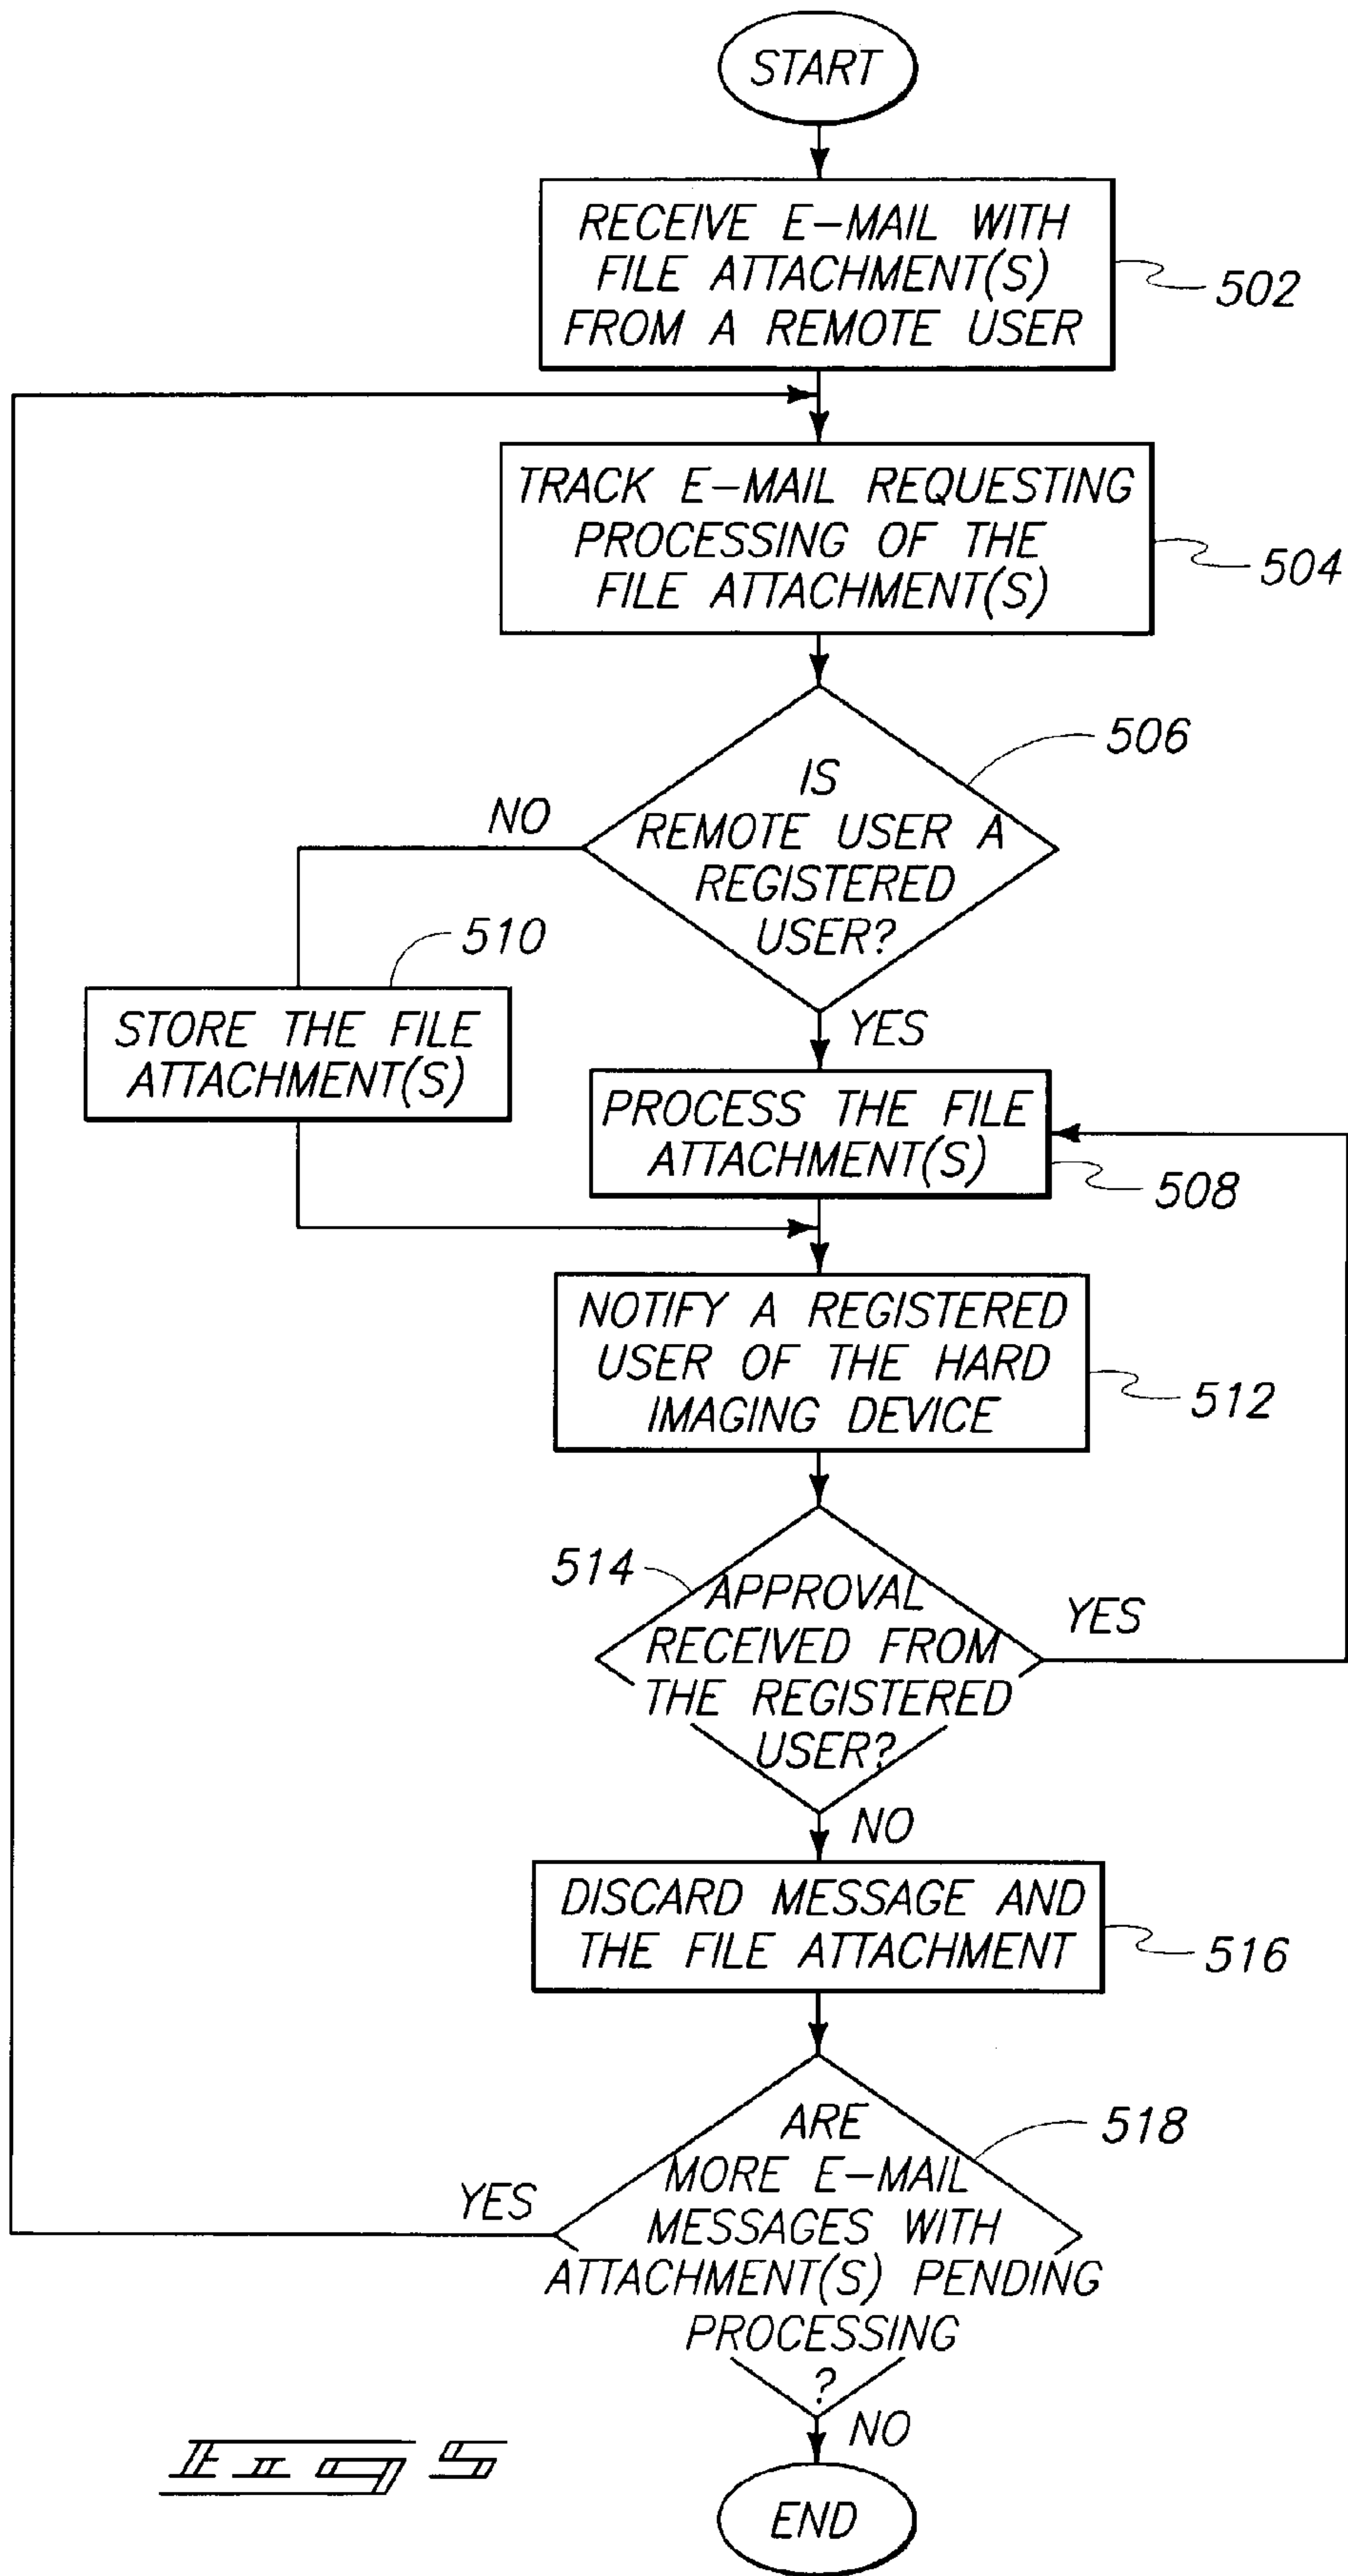 START
RECEIVE E-MAIL WITH
FILE ATTACHMENT(S)
FROM A REMOTE USER
502
TRACK E-MAIL REQUESTING
PROCESSING OF THE
FILE ATTACHMENT(S)
504
506
IS
REMOTE USER A
REGISTERED
USER?
NO
YES
510
STORE THE FILE
ATTACHMENT(S)
PROCESS THE FILE
ATTACHMENT(S)
508
NOTIFY A REGISTERED
USER OF THE HARD
IMAGING DEVICE
512
514
APPROVAL
RECEIVED FROM
THE REGISTERED
USER?
YES
NO
DISCARD MESSAGE AND
THE FILE ATTACHMENT
516
518
ARE
MORE E-MAIL
MESSAGES WITH
ATTACHMENT(S) PENDING
PROCESSING
?
YES
NO
END
Fig 5